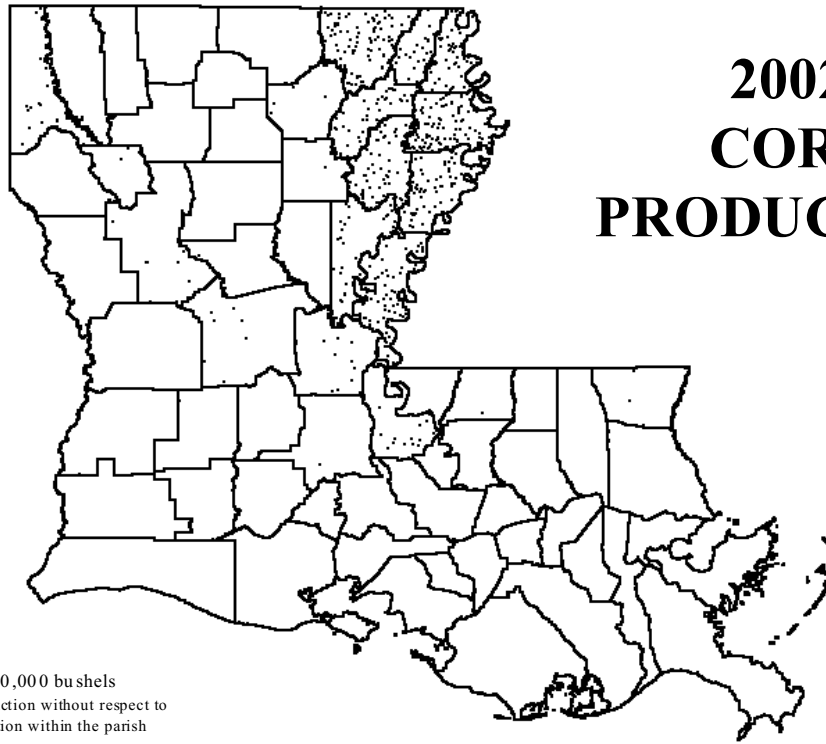 2002
COR
PRODUC
0,000 bushels
ction without respect to
ion within the parish